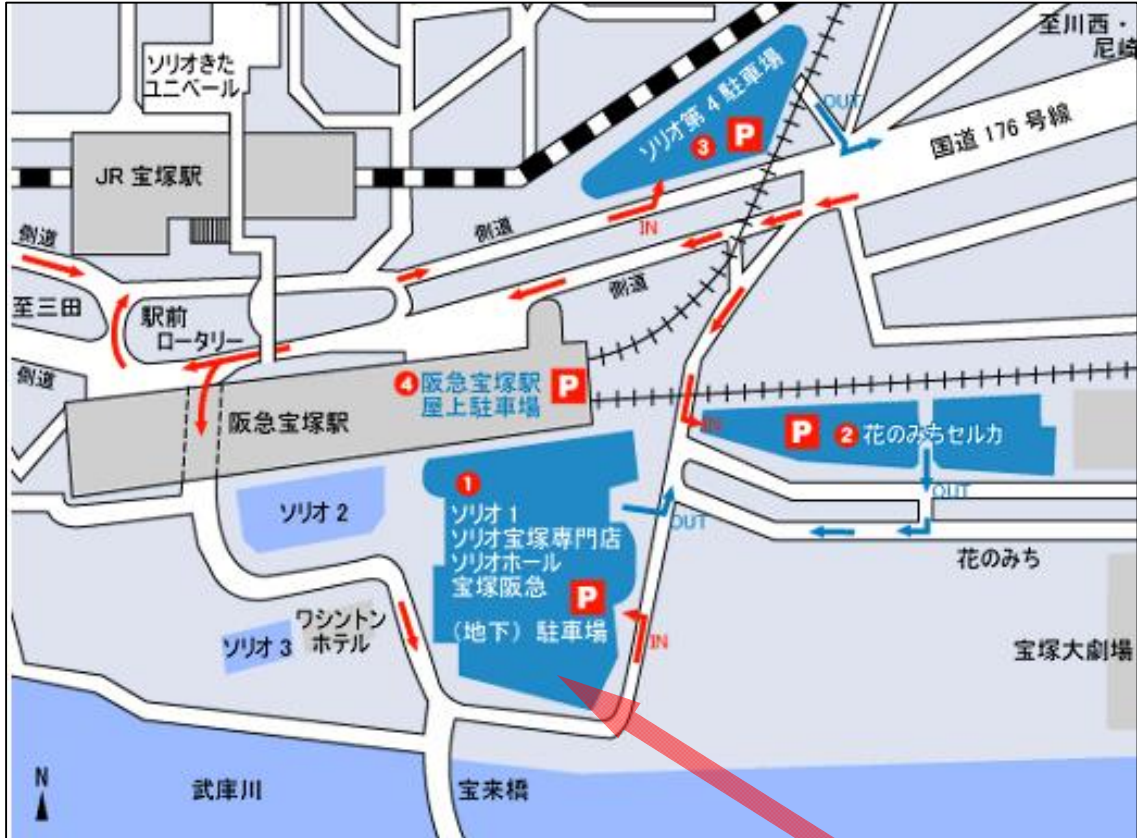 至川西・
尼崎
ソリオきた
ユニベール
ソリオ第4駐車場
3 P
OUT
国道 176 号線
JR 宝塚駅
側道
側道
IN
側道
至三田
駅前
ロータリー
側道
4 阪急宝塚駅
屋上駐車場
P
阪急宝塚駅
IN
P 2 花のみちセルカ
1
ソリオ 1
ソリオ宝塚専門店
ソリオホール
宝塚阪急
P
(地下) 駐車場
OUT
OUT
花のみち
ソリオ 2
ワシントン
ホテル
ソリオ 3
IN
宝塚大劇場
N
武庫川
宝来橋